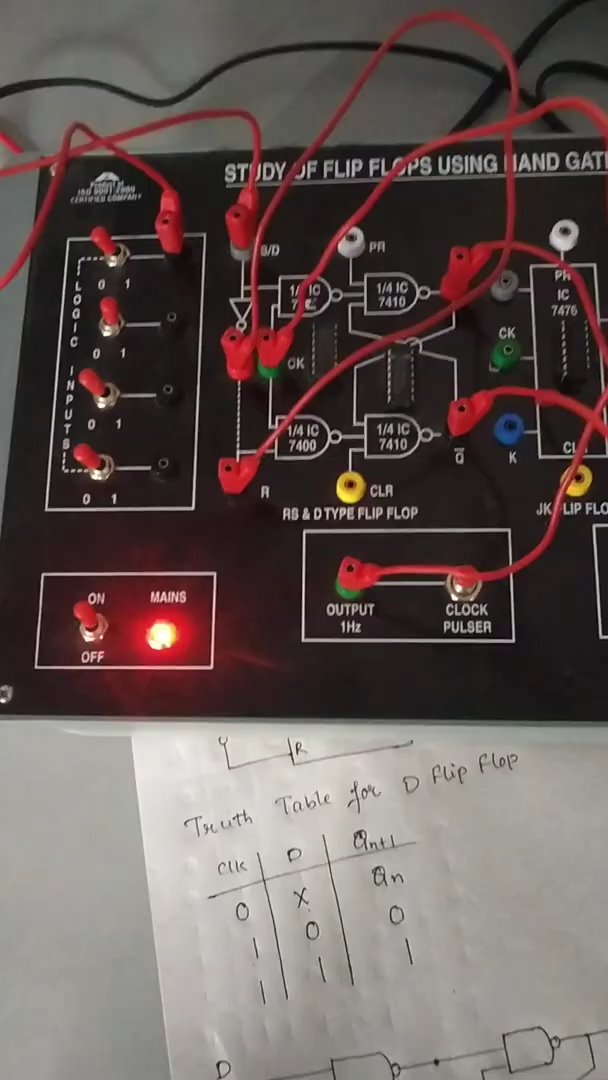 STUDY OF FLIP FLOPS USING NAND GAT
Product of
ISO 9001:2000
CERTIFIED COMPANY
S/D
PR
PR
IC
7476
1/4 IC
1/4 IC
7410
0 1
LOGIC INPUTS
CK
CK
0 1
0 1
1/4 IC
7400
1/4 IC
7410
Q
K
CL
0 1
R
CLR
RS & D TYPE FLIP FLOP
JK FLIP FLO
ON
MAINS
OFF
OUTPUT
1Hz
CLOCK
PULSER
R
Truth Table for D Flip Flop
Clk D Qn+1
0 X Qn
1 0 0
1 1 1
D